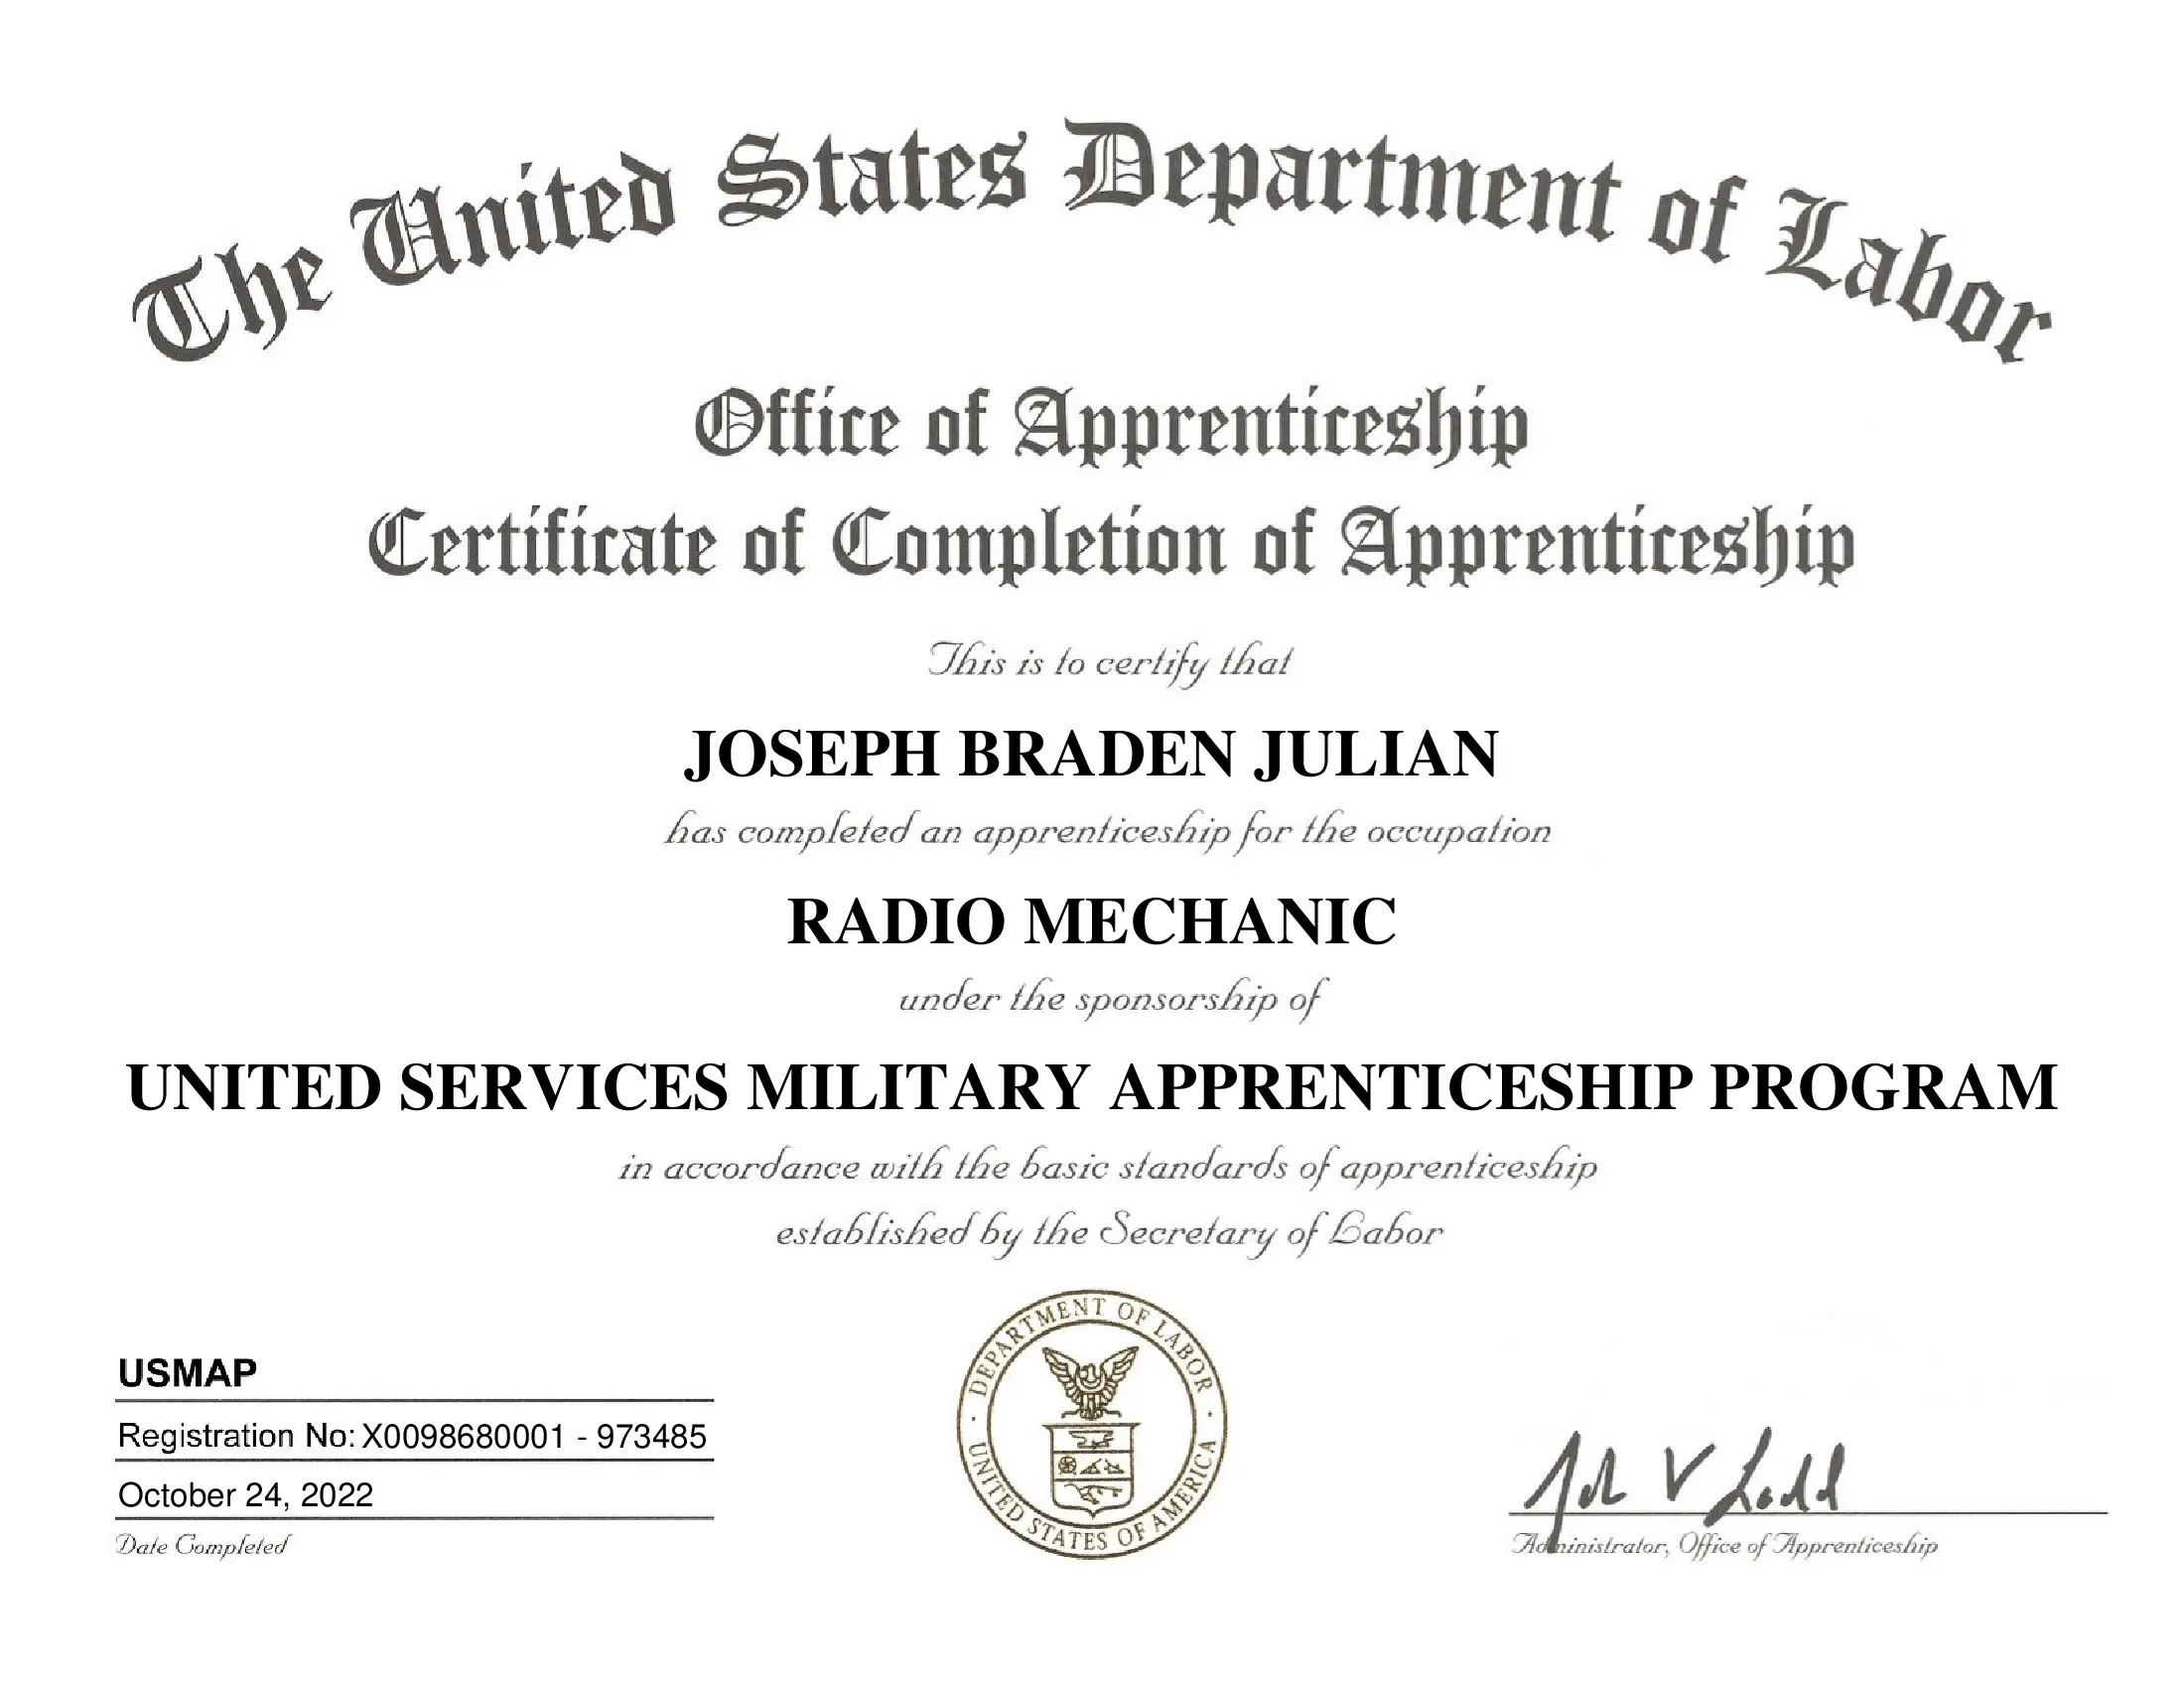 The United States Department of Labor
Office of Apprenticeship
Certificate of Completion of Apprenticeship
This is to certify that
JOSEPH BRADEN JULIAN
has completed an apprenticeship for the occupation
RADIO MECHANIC
under the sponsorship of
UNITED SERVICES MILITARY APPRENTICESHIP PROGRAM
in accordance with the basic standards of apprenticeship
established by the Secretary of Labor
USMAP
Registration No: X0098680001 - 973485
October 24, 2022
Date Completed
DEPARTMENT OF LABOR
UNITED STATES OF AMERICA
John V Ladd
Administrator, Office of Apprenticeship